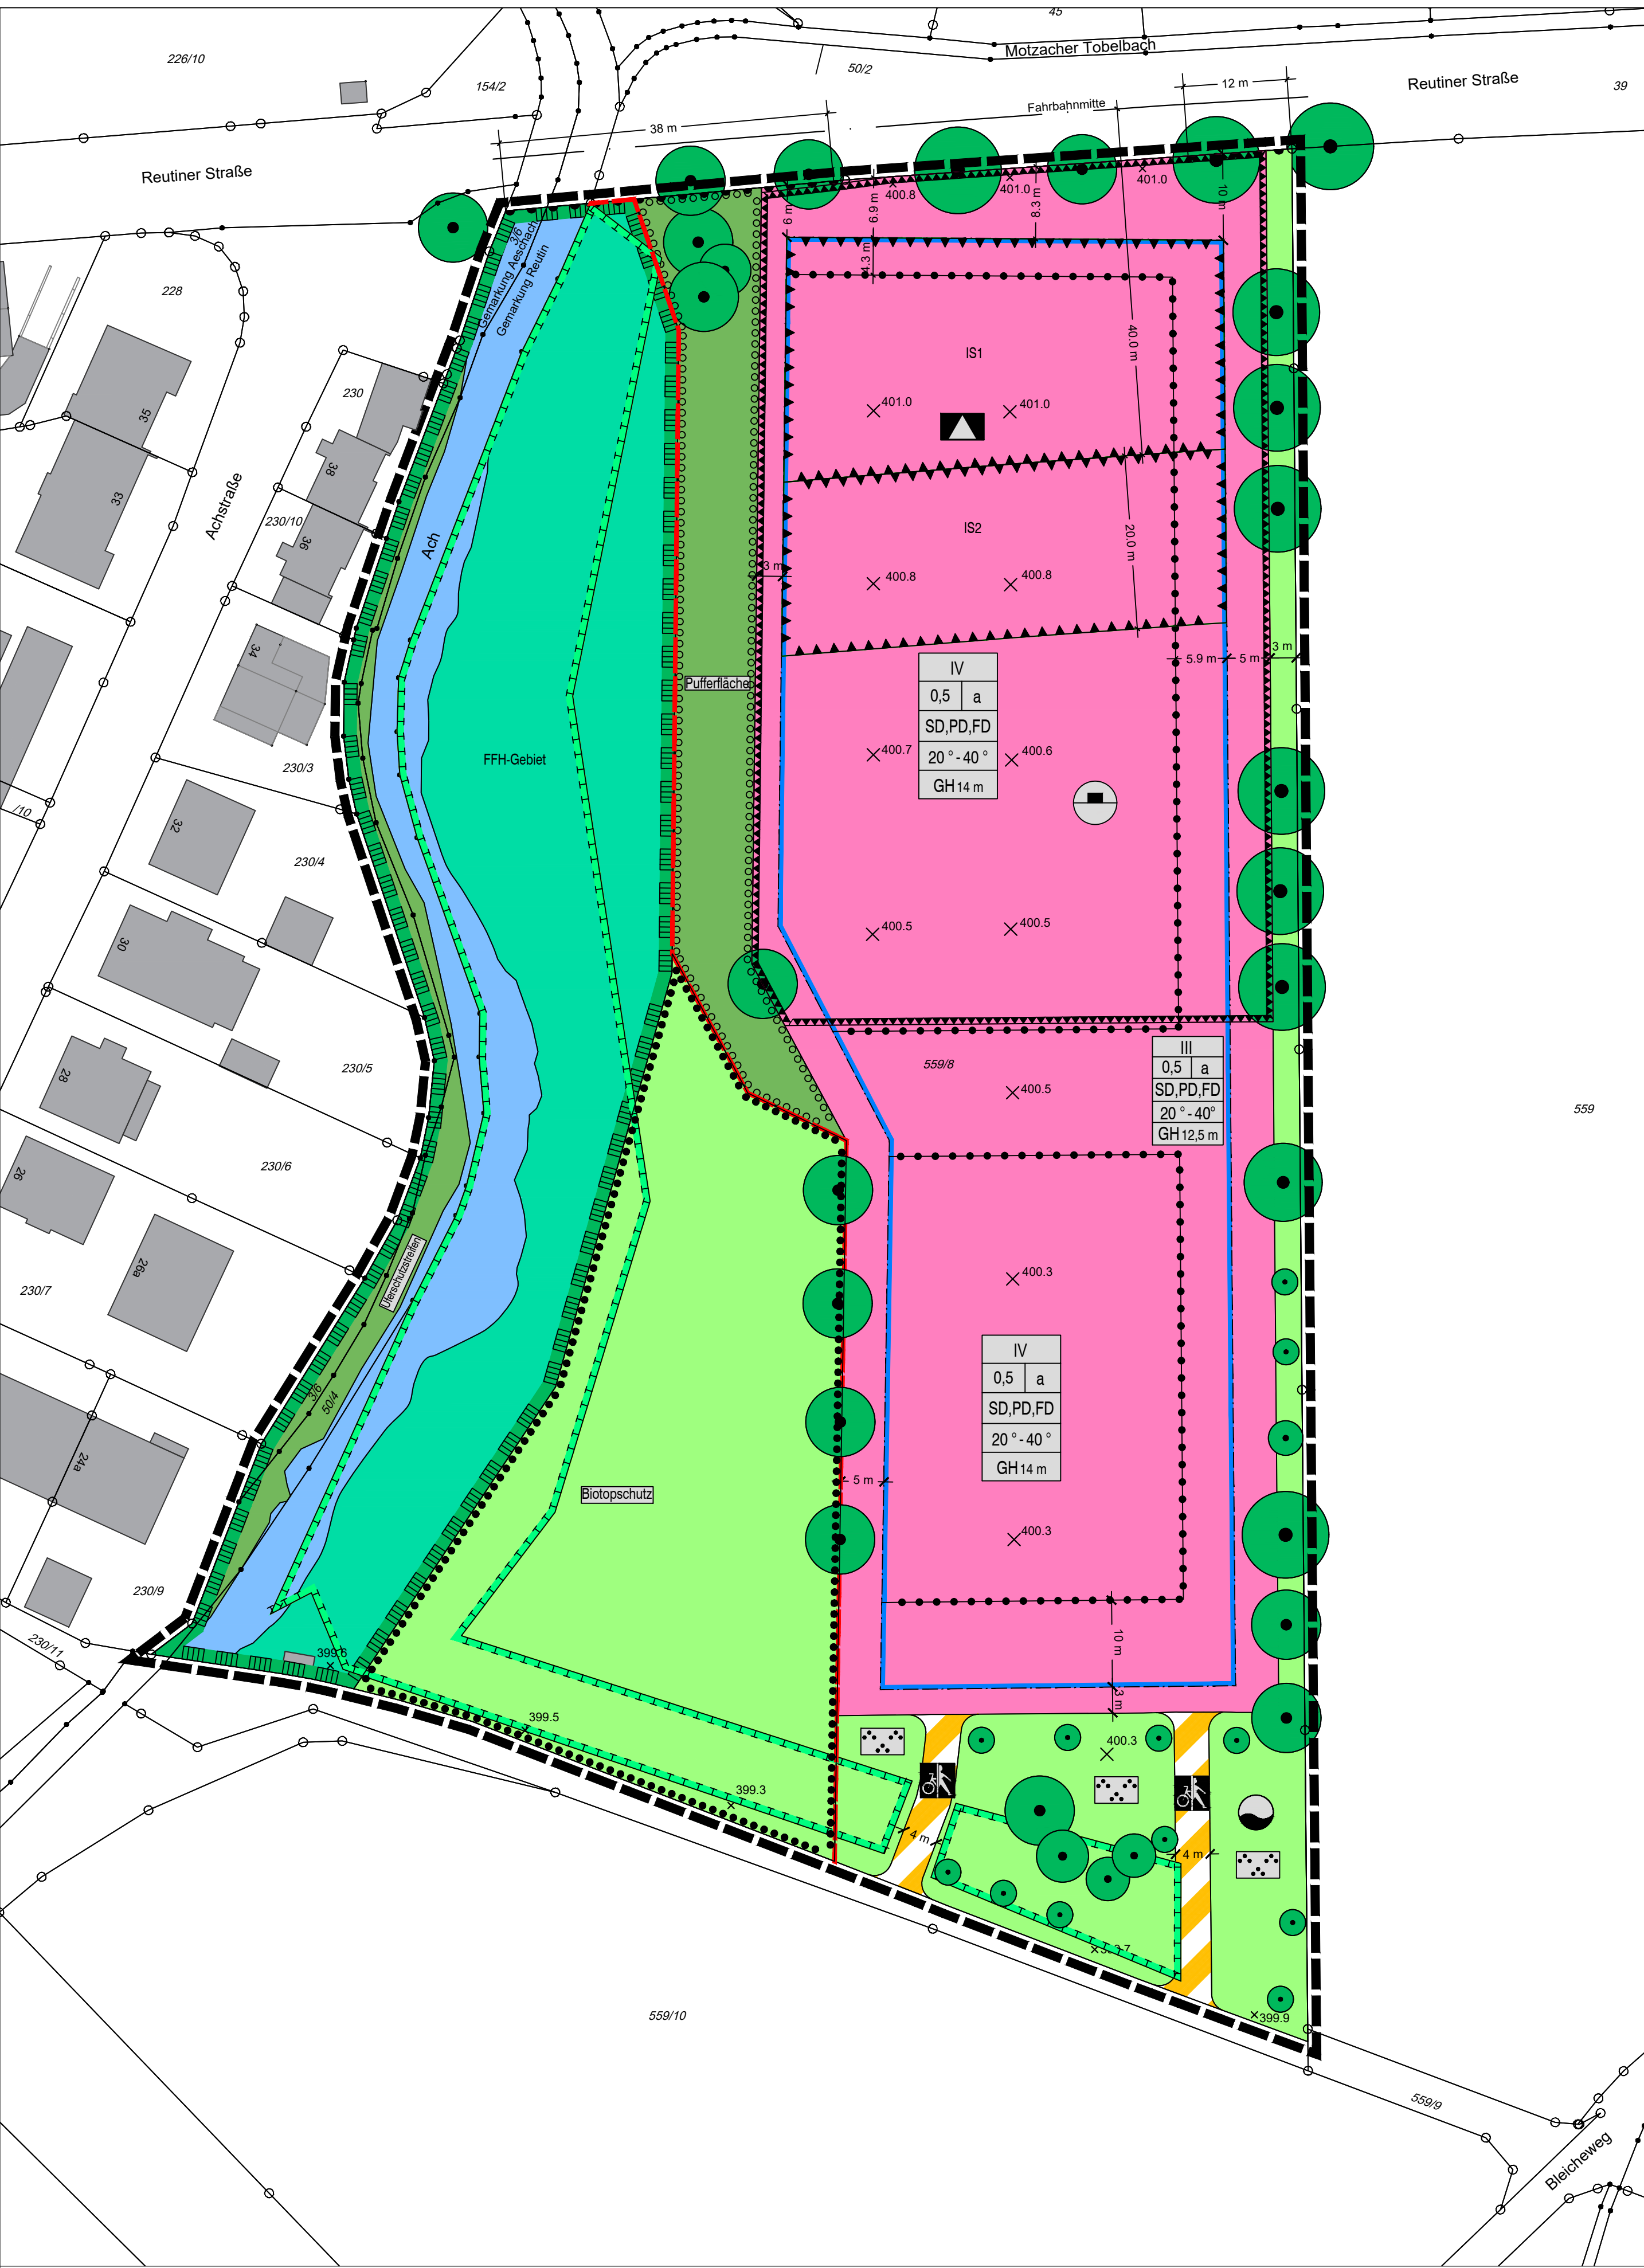 45
Motzacher Tobelbach
226/10
154/2
50/2
Reutiner Straße
39
12 m
Fahrbahnmitte
38 m
Reutiner Straße
401.0
401.0
400.8
6 m
6.9 m
8.3 m
10 m
3/6
Gemarkung Aeschach
Gemarkung Reutin
4.3 m
228
40.0 m
IS1
230
35
401.0
401.0
38
33
Achstraße
230/10
36
Ach
IS2
20.0 m
3 m
400.8
400.8
34
3 m
5.9 m
5 m
IV
0,5
a
SD,PD,FD
20 ° - 40 °
GH 14 m
Pufferfläche
FFH-Gebiet
400.7
400.6
230/3
/10
32
230/4
400.5
400.5
30
28
230/5
559/8
III
0,5
a
SD,PD,FD
20 ° - 40°
GH 12,5 m
400.5
559
26
230/6
26a
Uferschutzstreifen
230/7
400.3
IV
0,5
a
SD,PD,FD
20 ° - 40 °
GH 14 m
3/6
50/4
24a
5 m
Biotopschutz
400.3
230/9
230/11
399.6
10 m
3 m
399.5
400.3
399.3
4 m
4 m
399.9
559/10
559/9
Bleicheweg